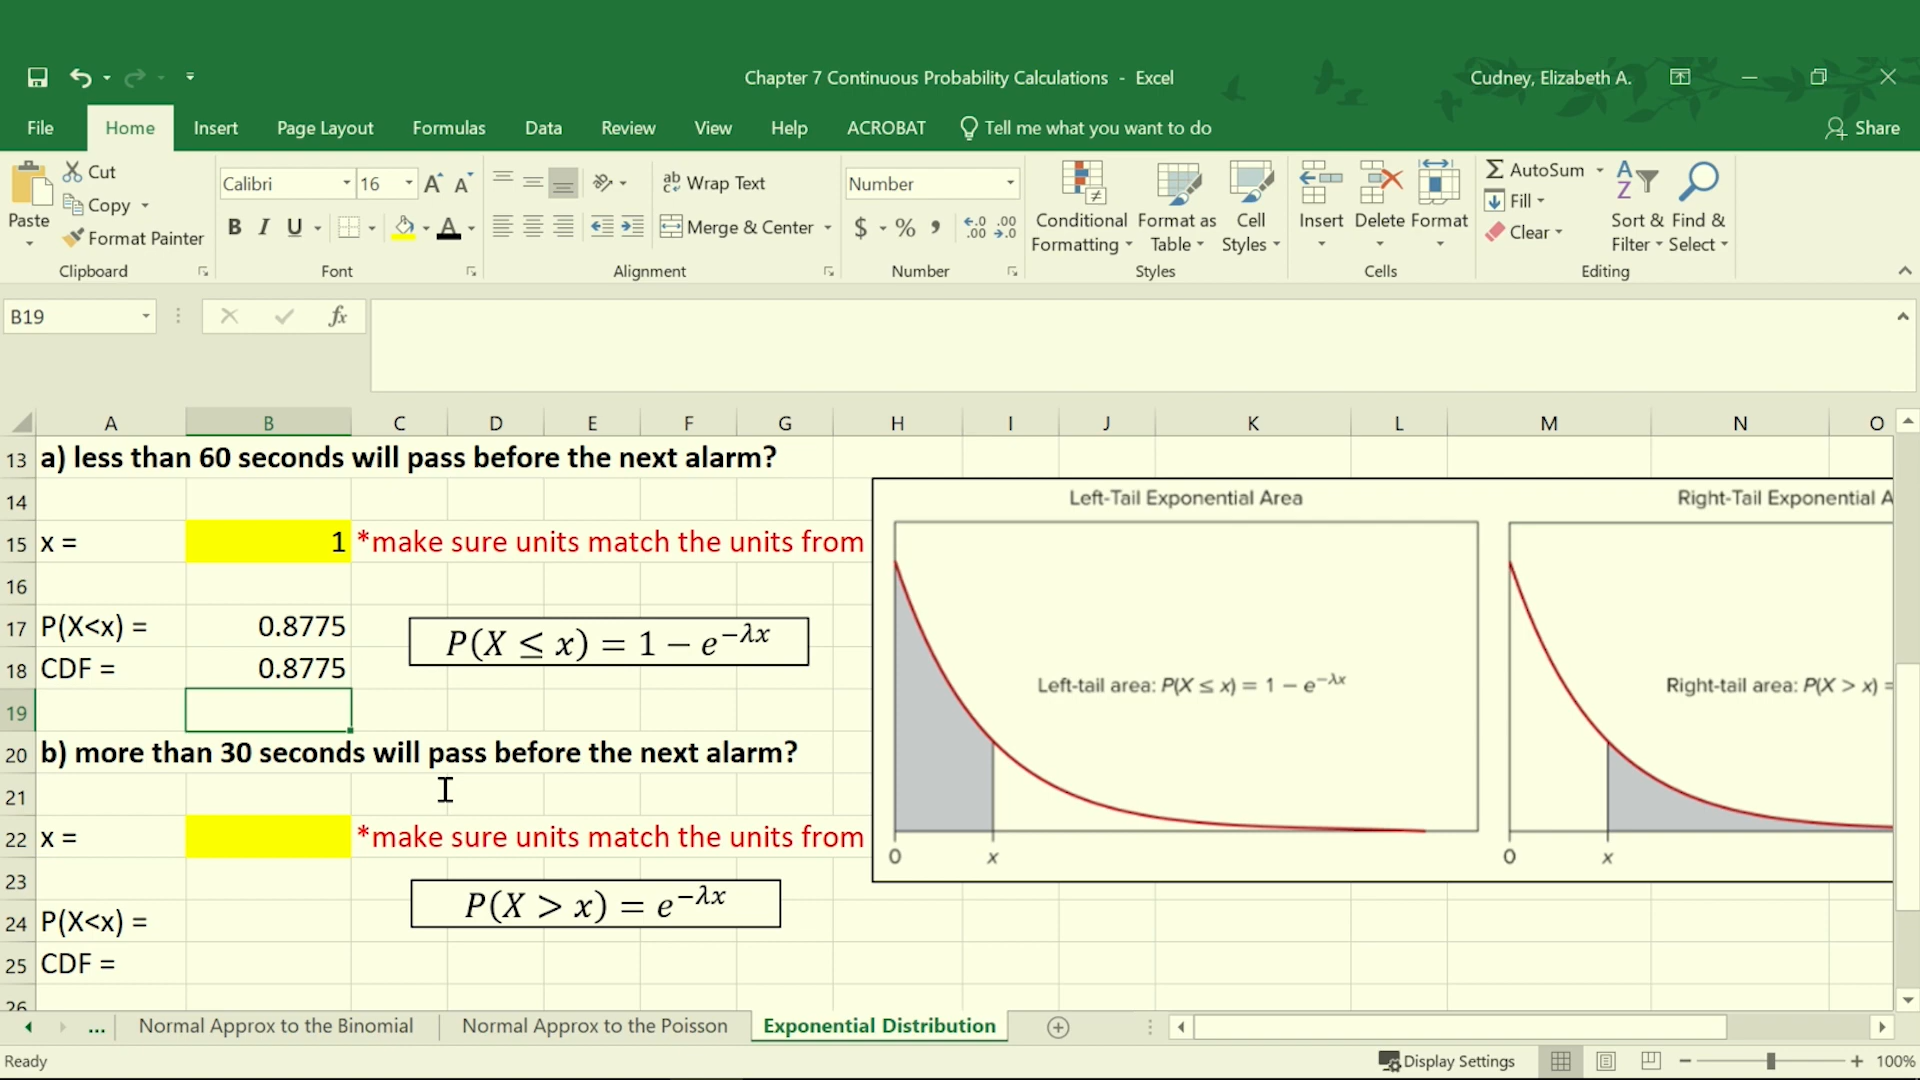 Chapter 7 Continuous Probability Calculations - Excel
Cudney, Elizabeth A.
File Home Insert Page Layout Formulas Data Review View Help ACROBAT Tell me what you want to do Share
Paste
Cut
Copy
Format Painter
Clipboard
Calibri 16 A A
B I U A
Font
Wrap Text
Merge & Center
Alignment
Number
$ % , .0 .00 .00 .0
Number
Conditional Formatting
Format as Table
Cell Styles
Styles
Insert Delete Format
Cells
AutoSum
Fill
Clear
Sort & Filter
Find & Select
Editing
B19 fx
A B C D E F G H I J K L M N O
13 a) less than 60 seconds will pass before the next alarm?
14
15 x = 1 *make sure units match the units from
16
17 P(X<x) = 0.8775
P(X ≤ x) = 1 − e^−λx
18 CDF = 0.8775
19
20 b) more than 30 seconds will pass before the next alarm?
21
22 x = *make sure units match the units from
23
P(X > x) = e^−λx
24 P(X<x) =
25 CDF =
26
Left-Tail Exponential Area
Left-tail area: P(X ≤ x) = 1 − e^−λx
0 x
Right-Tail Exponential A
Right-tail area: P(X > x) =
0 x
... Normal Approx to the Binomial Normal Approx to the Poisson Exponential Distribution
Ready Display Settings 100%